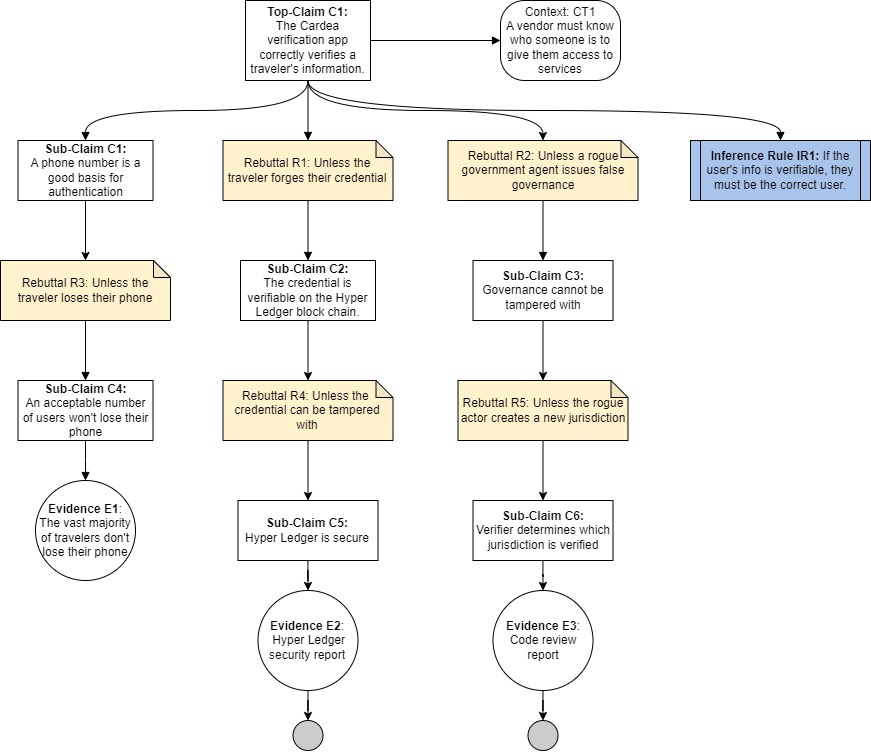 Top-Claim C1:
The Cardea
verification app
correctly verifies a
traveler's information.
Context: CT1
A vendor must know
who someone is to
give them access to
services
Sub-Claim C1:
A phone number is a
good basis for
authentication
Rebuttal R1: Unless the
traveler forges their credential
Rebuttal R2: Unless a rogue
government agent issues false
governance
Inference Rule IR1: If the
user's info is verifiable, they
must be the correct user.
Rebuttal R3: Unless the
traveler loses their phone
Sub-Claim C2:
The credential is
verifiable on the Hyper
Ledger block chain.
Sub-Claim C3:
Governance cannot be
tampered with
Sub-Claim C4:
An acceptable number
of users won't lose their
phone
Rebuttal R4: Unless the
credential can be tampered
with
Rebuttal R5: Unless the rogue
actor creates a new jurisdiction
Evidence E1:
The vast majority
of travelers don't
lose their phone
Sub-Claim C5:
Hyper Ledger is secure
Sub-Claim C6:
Verifier determines which
jurisdiction is verified
Evidence E2:
Hyper Ledger
security report
Evidence E3:
Code review
report